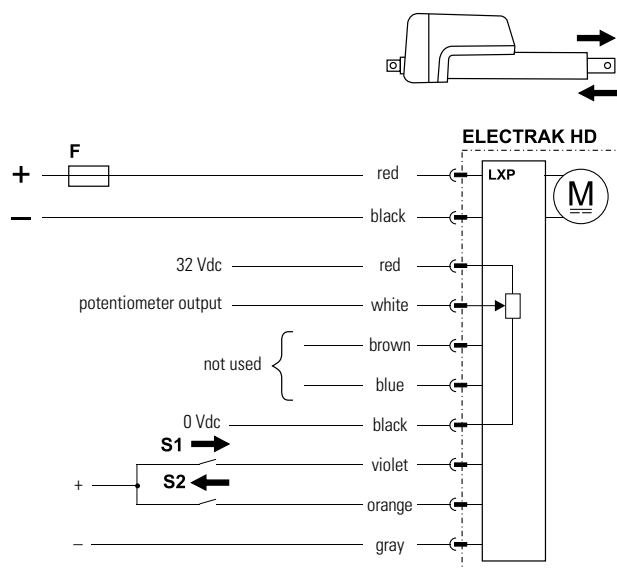 ELECTRAK HD
F
+ red LXP
M
– black
32 Vdc red
potentiometer output white
brown
not used
blue
0 Vdc black
S1
violet
S2
+
orange
– gray